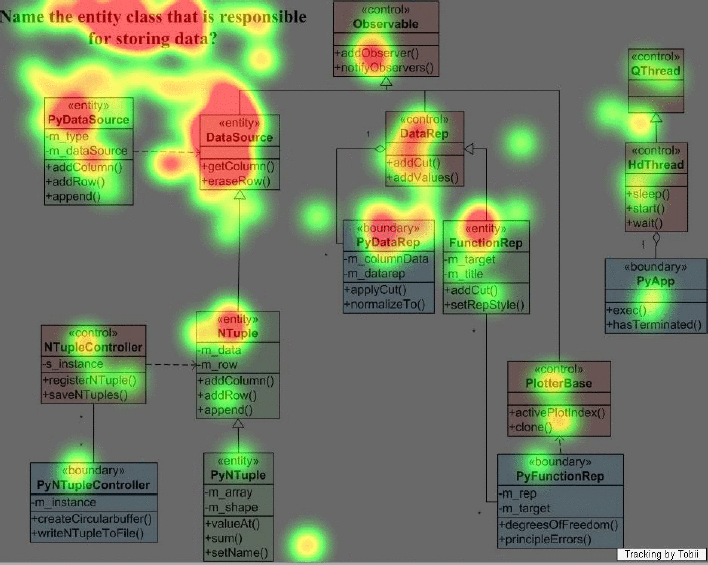 Name the entity class that is responsible
for storing data?
«control»
Observable
+addObserver()
+notifyObservers()
«entity»
PyDataSource
-m_type
-m_dataSource
+addColumn()
+addRow()
+append()
«entity»
DataSource
+getColumn()
+eraseRow()
1
«control»
DataRep
+addCut()
+addValues()
«control»
QThread
«control»
HdThread
+sleep()
+start()
+wait()
1
«boundary»
PyApp
+exec()
+hasTerminated()
«boundary»
PyDataRep
-m_columnData
-m_datarep
+applyCut()
+normalizeTo()
*
«entity»
FunctionRep
-m_target
-m_title
+addCut()
+setRepStyle()
*
«control»
NTupleController
-s_instance
+registerNTuple()
+saveNTuples()
«entity»
NTuple
-m_data
-m_row
+addColumn()
+addRow()
+append()
«control»
PlotterBase
+activePlotIndex()
+clone()
*
«boundary»
PyNTupleController
-m_instance
+createCircularbuffer()
+writeNTupleToFile()
«entity»
PyNTuple
-m_array
-m_shape
+valueAt()
+sum()
+setName()
*
«boundary»
PyFunctionRep
-m_rep
-m_target
+degreesOfFreedom()
+principleErrors()
Tracking by Tobii